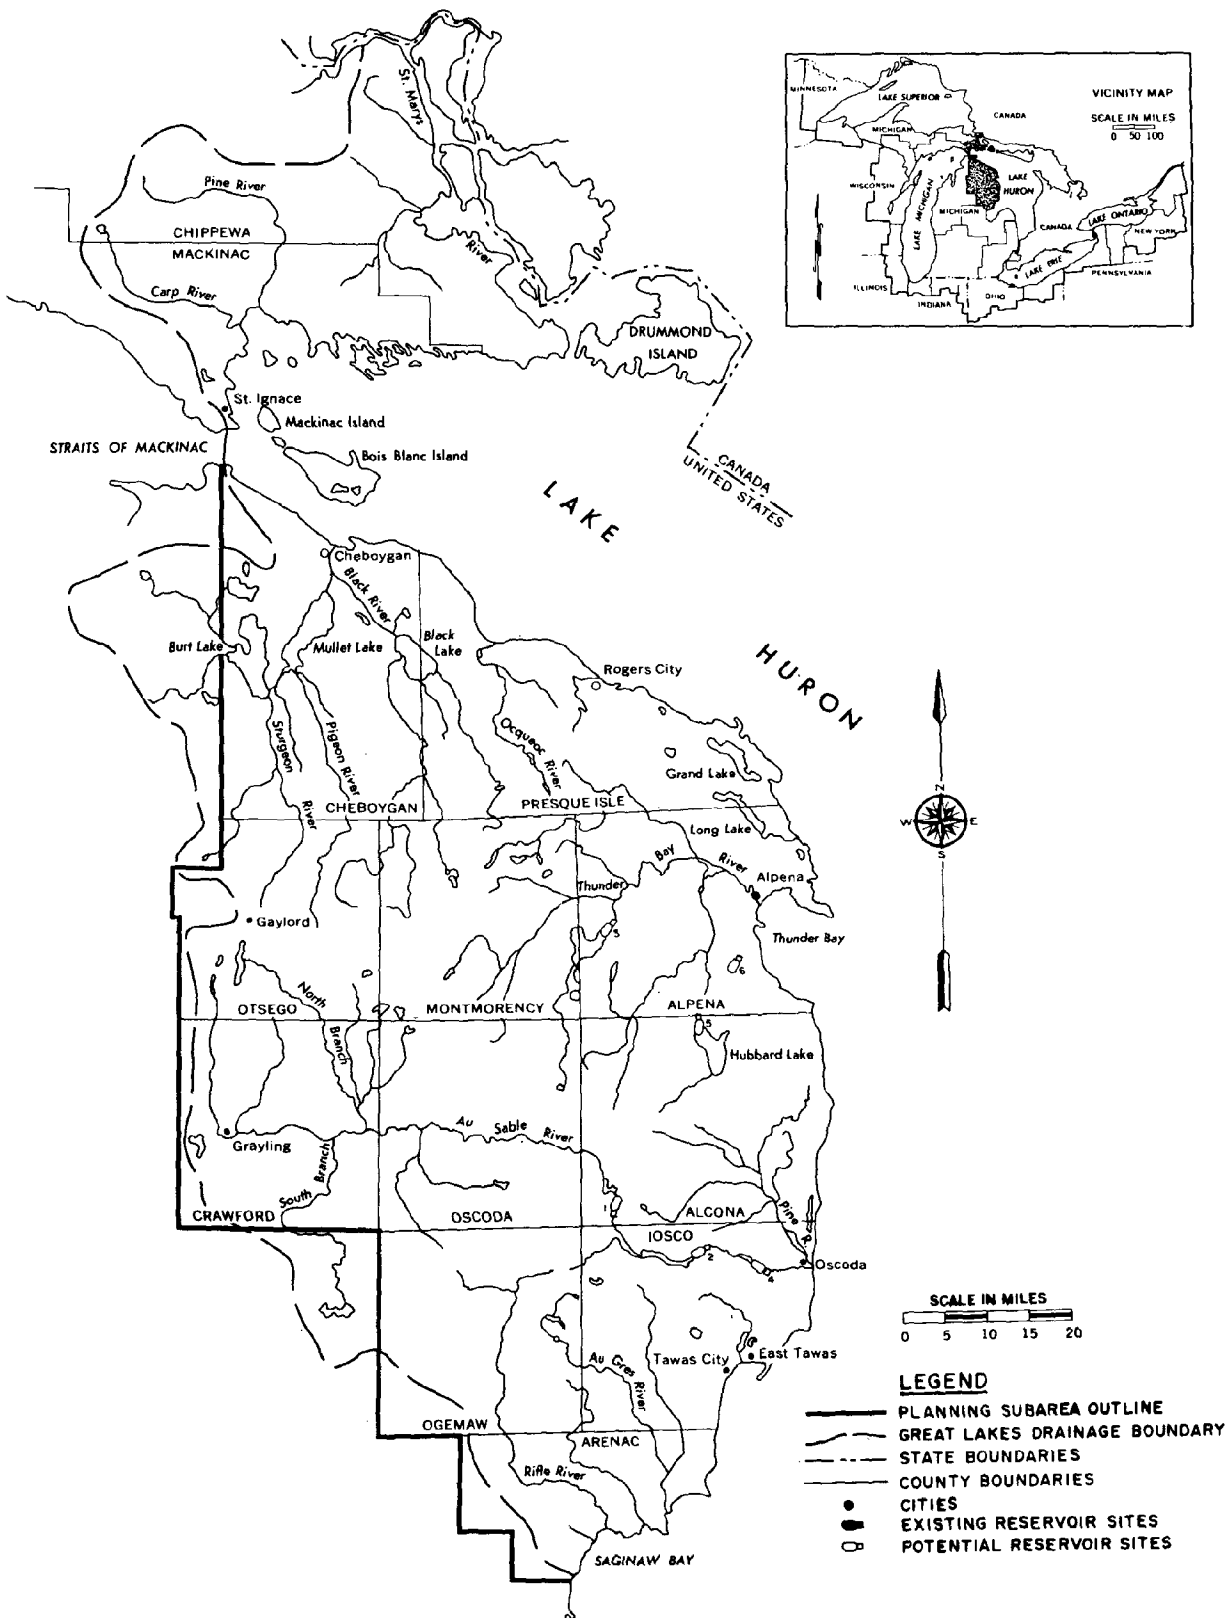 St. Marys
River
Pine River
CHIPPEWA
MACKINAC
Carp River
DRUMMOND
ISLAND
St. Ignace
Mackinac Island
STRAITS OF MACKINAC
Bois Blanc Island
CANADA
UNITED STATES
LAKE
HURON
VICINITY MAP
SCALE IN MILES
0 50 100
MINNESOTA
LAKE SUPERIOR
CANADA
MICHIGAN
WISCONSIN
LAKE MICHIGAN
LAKE
HURON
MICHIGAN
CANADA
LAKE ONTARIO
NEW YORK
LAKE ERIE
PENNSYLVANIA
ILLINOIS
INDIANA
OHIO
Cheboygan
Black River
Burt Lake
Mullet Lake
Black
Lake
Rogers City
Sturgeon
River
Pigeon River
Ocqueoc River
Grand Lake
CHEBOYGAN
PRESQUE ISLE
Long Lake
Thunder
Bay
River
Alpena
Gaylord
3
Thunder Bay
6
North
Branch
OTSEGO
MONTMORENCY
ALPENA
5
Hubbard Lake
Au Sable River
Grayling
South Branch
CRAWFORD
OSCODA
1
ALCONA
IOSCO
Pine R.
2
4
Oscoda
East Tawas
Tawas City
Au Gres River
OGEMAW
ARENAC
Rifle River
SAGINAW BAY
N
W
E
S
SCALE IN MILES
0 5 10 15 20
LEGEND
PLANNING SUBAREA OUTLINE
GREAT LAKES DRAINAGE BOUNDARY
STATE BOUNDARIES
COUNTY BOUNDARIES
CITIES
EXISTING RESERVOIR SITES
POTENTIAL RESERVOIR SITES